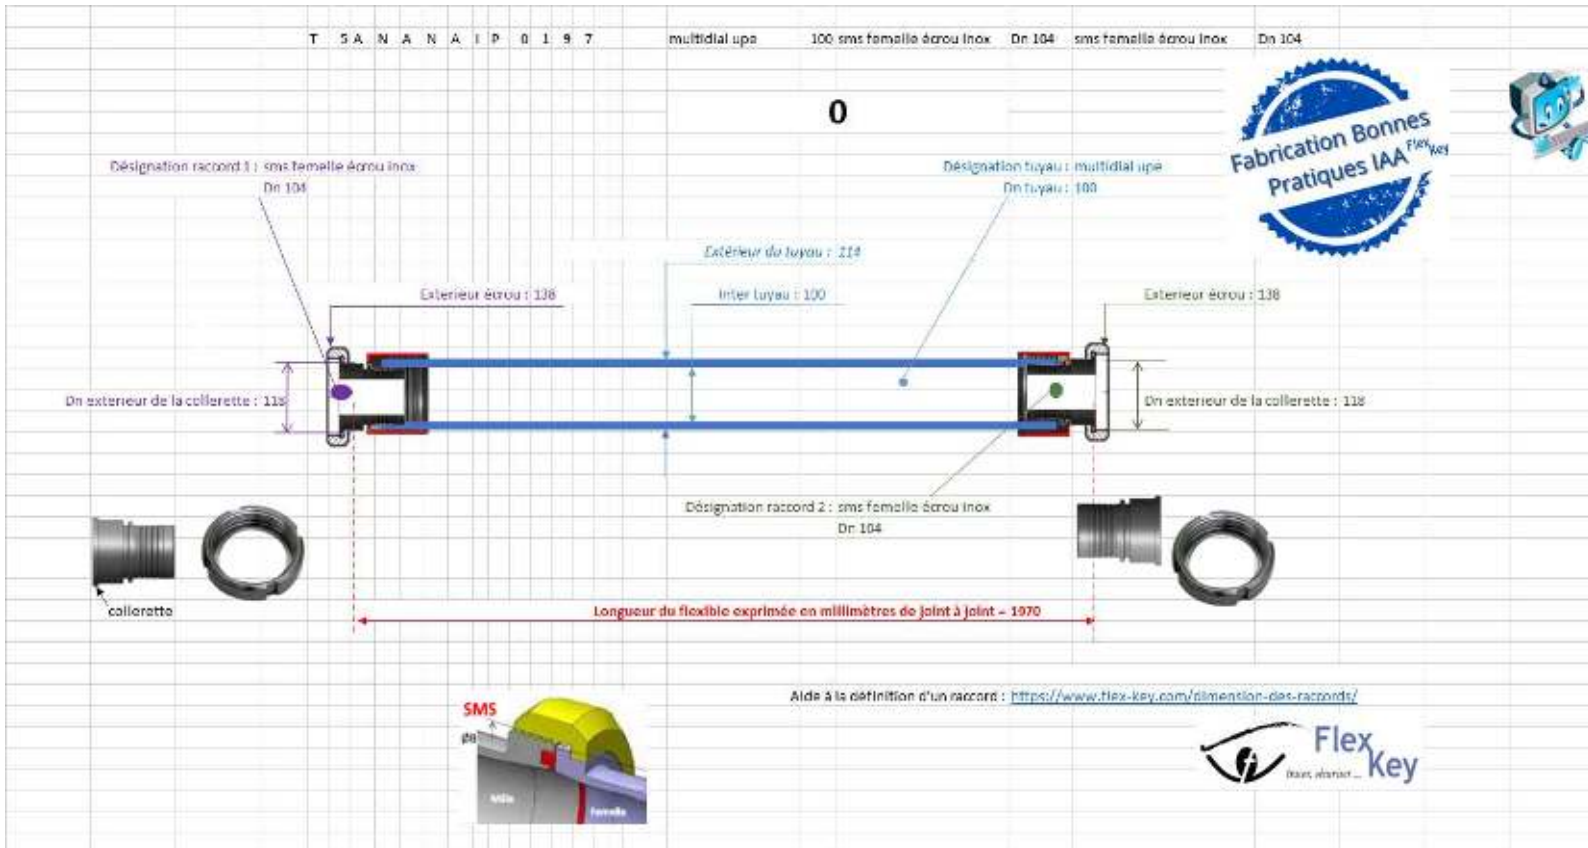 T SA N A N A I P 0 1 9 7 multidial upe 100 sms femelle écrou inox Dn 104 sms femelle écrou inox Dn 104
0
Fabrication Bonnes
Pratiques IAA Flex Key
Désignation raccord 1 : sms femelle écrou inox
Dn 104
Désignation tuyau : multidial upe
Dn tuyau : 100
Extérieur du tuyau : 114
Exterieur écrou : 138
Inter tuyau : 100
Exterieur écrou : 138
Dn exterieur de la collerette : 118
Dn exterieur de la collerette : 118
Désignation raccord 2 : sms femelle écrou inox
Dn 104
collerette
Longueur du flexible exprimée en millimètres de joint à joint = 1970
Aide à la définition d'un raccord : https://www.flex-key.com/dimension-des-raccords/
SMS
Mâle
Femelle
Flex
Key